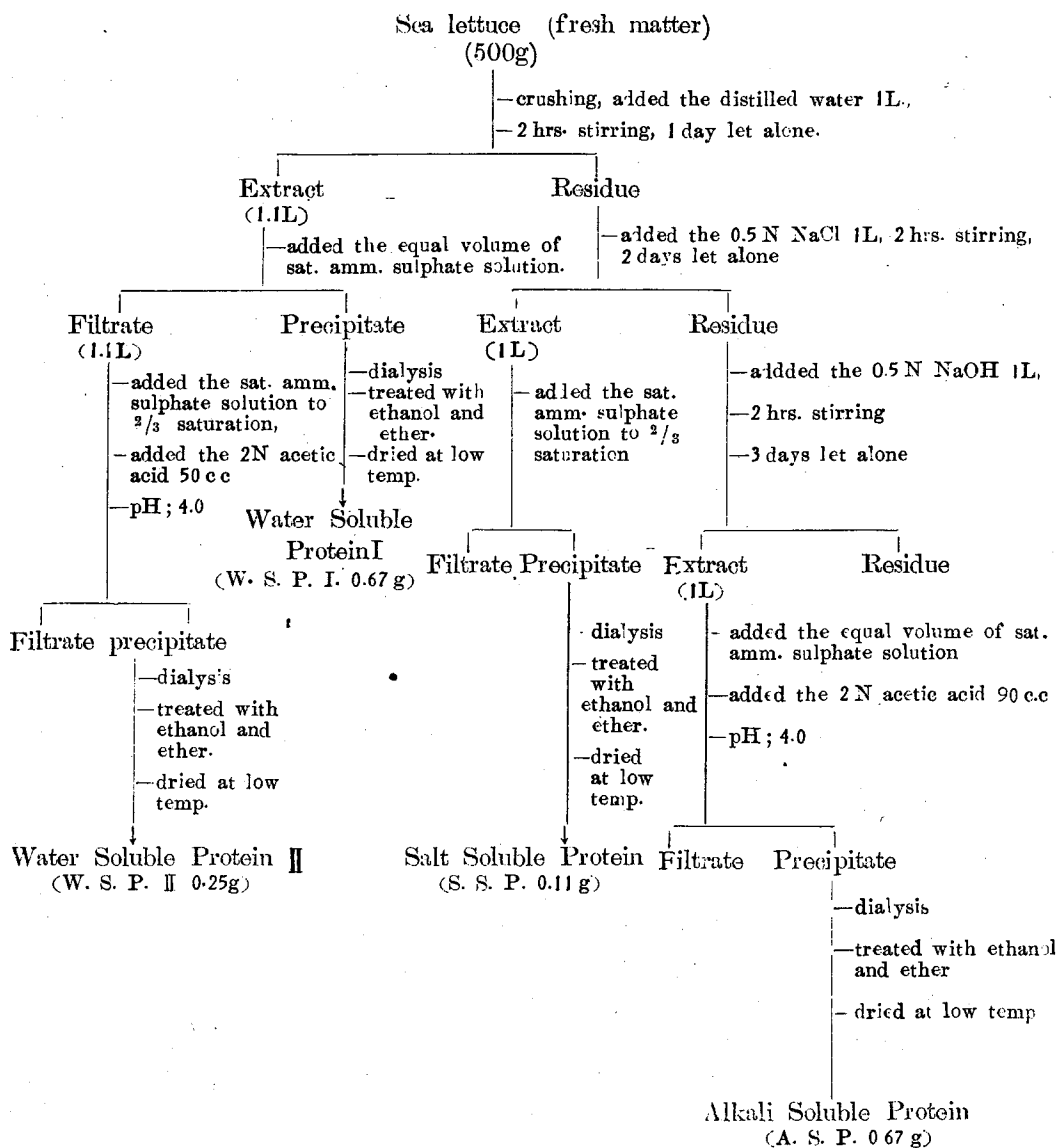 Sea lettuce (fresh matter)
(500g)
—crushing, added the distilled water 1L.,
—2 hrs. stirring, 1 day let alone.
Extract
(1.1L)
Residue
—added the equal volume of
sat. amm. sulphate solution.
—added the 0.5 N NaCl 1L, 2 hrs. stirring,
2 days let alone
Filtrate
(1.1L)
Precipitate
Extract
(1L)
Residue
—added the sat. amm.
sulphate solution to
2/3 saturation,
—added the 2N acetic
acid 50 c c
—pH ; 4.0
—dialysis
—treated with
ethanol and
ether.
—dried at low
temp.
— adled the sat.
amm. sulphate
solution to 2/3
saturation
—aidded the 0.5 N NaOH 1L,
—2 hrs. stirring
—3 days let alone
Water Soluble
Protein I
(W. S. P. I. 0.67 g)
Filtrate precipitate
—dialys's
—treated with
ethanol and
ether.
—dried at low
temp.
Water Soluble Protein II
(W. S. P. II 0.25g)
Filtrate Precipitate
- dialysis
- treated
with
ethanol and
ether.
—dried
at low
temp.
Salt Soluble Protein
(S. S. P. 0.11 g)
Extract
(1L)
Residue
- added the equal volume of sat.
amm. sulphate solution
—added the 2 N acetic acid 90 c.c
—pH ; 4.0
Filtrate
Precipitate
—dialysis
—treated with ethanol
and ether
- dried at low temp
Alkali Soluble Protein
(A. S. P. 0 67 g)